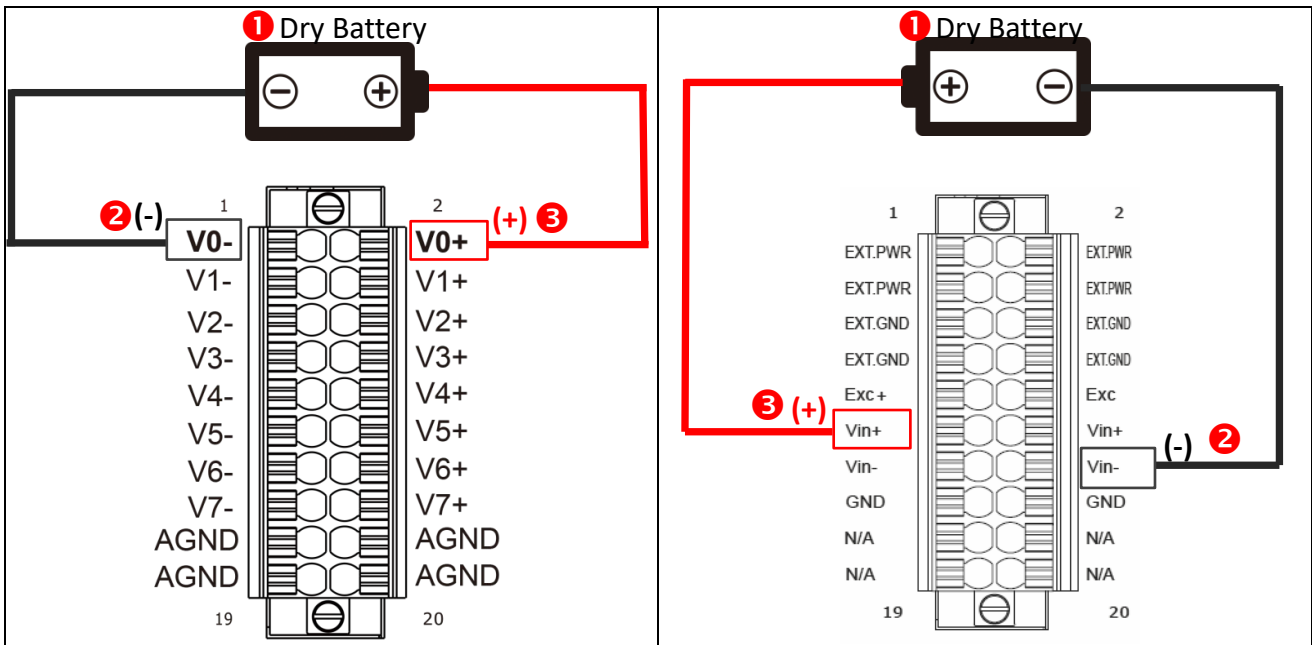 ❶ Dry Battery
− +
1 2
❷ (-) V0- V0+ (+) ❸
V1- V1+
V2- V2+
V3- V3+
V4- V4+
V5- V5+
V6- V6+
V7- V7+
AGND AGND
AGND AGND
19 20
❶ Dry Battery
+ −
1 2
EXT.PWR EXT.PWR
EXT.PWR EXT.PWR
EXT.GND EXT.GND
EXT.GND EXT.GND
Exc+ Exc
❸ (+) Vin+ Vin+
Vin- Vin- (-) ❷
GND GND
N/A N/A
N/A N/A
19 20